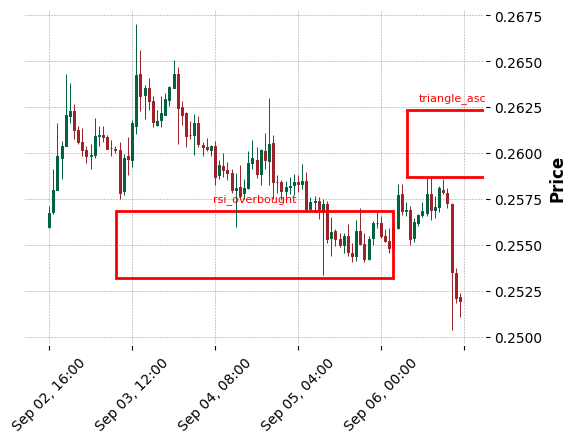 0.2675
0.2650
triangle_asc
0.2625
0.2600
rsi_overbought
0.2575
0.2550
0.2525
0.2500
Price
Sep 02, 16:00
Sep 03, 12:00
Sep 04, 08:00
Sep 05, 04:00
Sep 06, 00:00